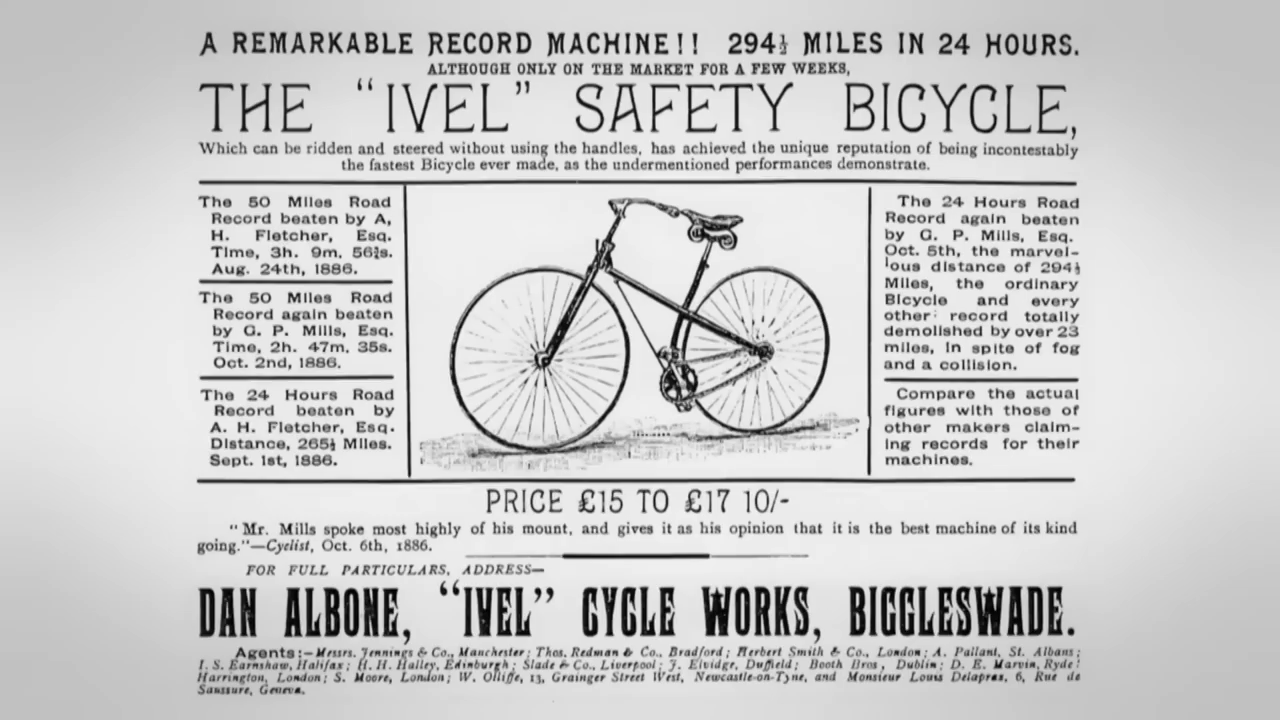 A REMARKABLE RECORD MACHINE!! 294½ MILES IN 24 HOURS.
ALTHOUGH ONLY ON THE MARKET FOR A FEW WEEKS,
THE "IVEL" SAFETY BICYCLE,
Which can be ridden and steered without using the handles, has achieved the unique reputation of being incontestably
the fastest Bicycle ever made, as the undermentioned performances demonstrate.
The 50 Miles Road
Record beaten by A,
H. Fletcher, Esq.
Time, 3h. 9m. 56⅗s.
Aug. 24th, 1886.
The 50 Miles Road
Record again beaten
by G. P. Mills, Esq.
Time, 2h. 47m, 35s.
Oct. 2nd, 1886.
The 24 Hours Road
Record beaten by
A. H. Fletcher, Esq.
Distance, 265½ Miles.
Sept. 1st, 1886.
The 24 Hours Road
Record again beaten
by G. P. Mills, Esq.
Oct. 5th, the marvel-
lous distance of 294½
Miles, the ordinary
Bicycle and every
other record totally
demolished by over 23
miles, in spite of fog
and a collision.
Compare the actual
figures with those of
other makers claim-
ing records for their
machines.
PRICE £15 TO £17 10/-
"Mr. Mills spoke most highly of his mount, and gives it as his opinion that it is the best machine of its kind
going."—Cyclist, Oct. 6th, 1886.
FOR FULL PARTICULARS, ADDRESS—
DAN ALBONE, "IVEL" CYCLE WORKS, BIGGLESWADE.
Agents:—Messrs. Jennings & Co., Manchester; Thos. Redman & Co., Bradford; Herbert Smith & Co., London; A. Pallant, St. Albans;
I. S. Earnshaw, Halifax; H. H. Halley, Edinburgh; Slade & Co., Liverpool; J. Elvidge, Duffield; Booth Bros, Dublin; D. E. Marvin, Ryde;
Harrington, London; S. Moore, London; W. Olliffe, 13, Grainger Street West, Newcastle-on-Tyne, and Monsieur Louis Delapras, 6, Rue de
Saussure, Geneva.